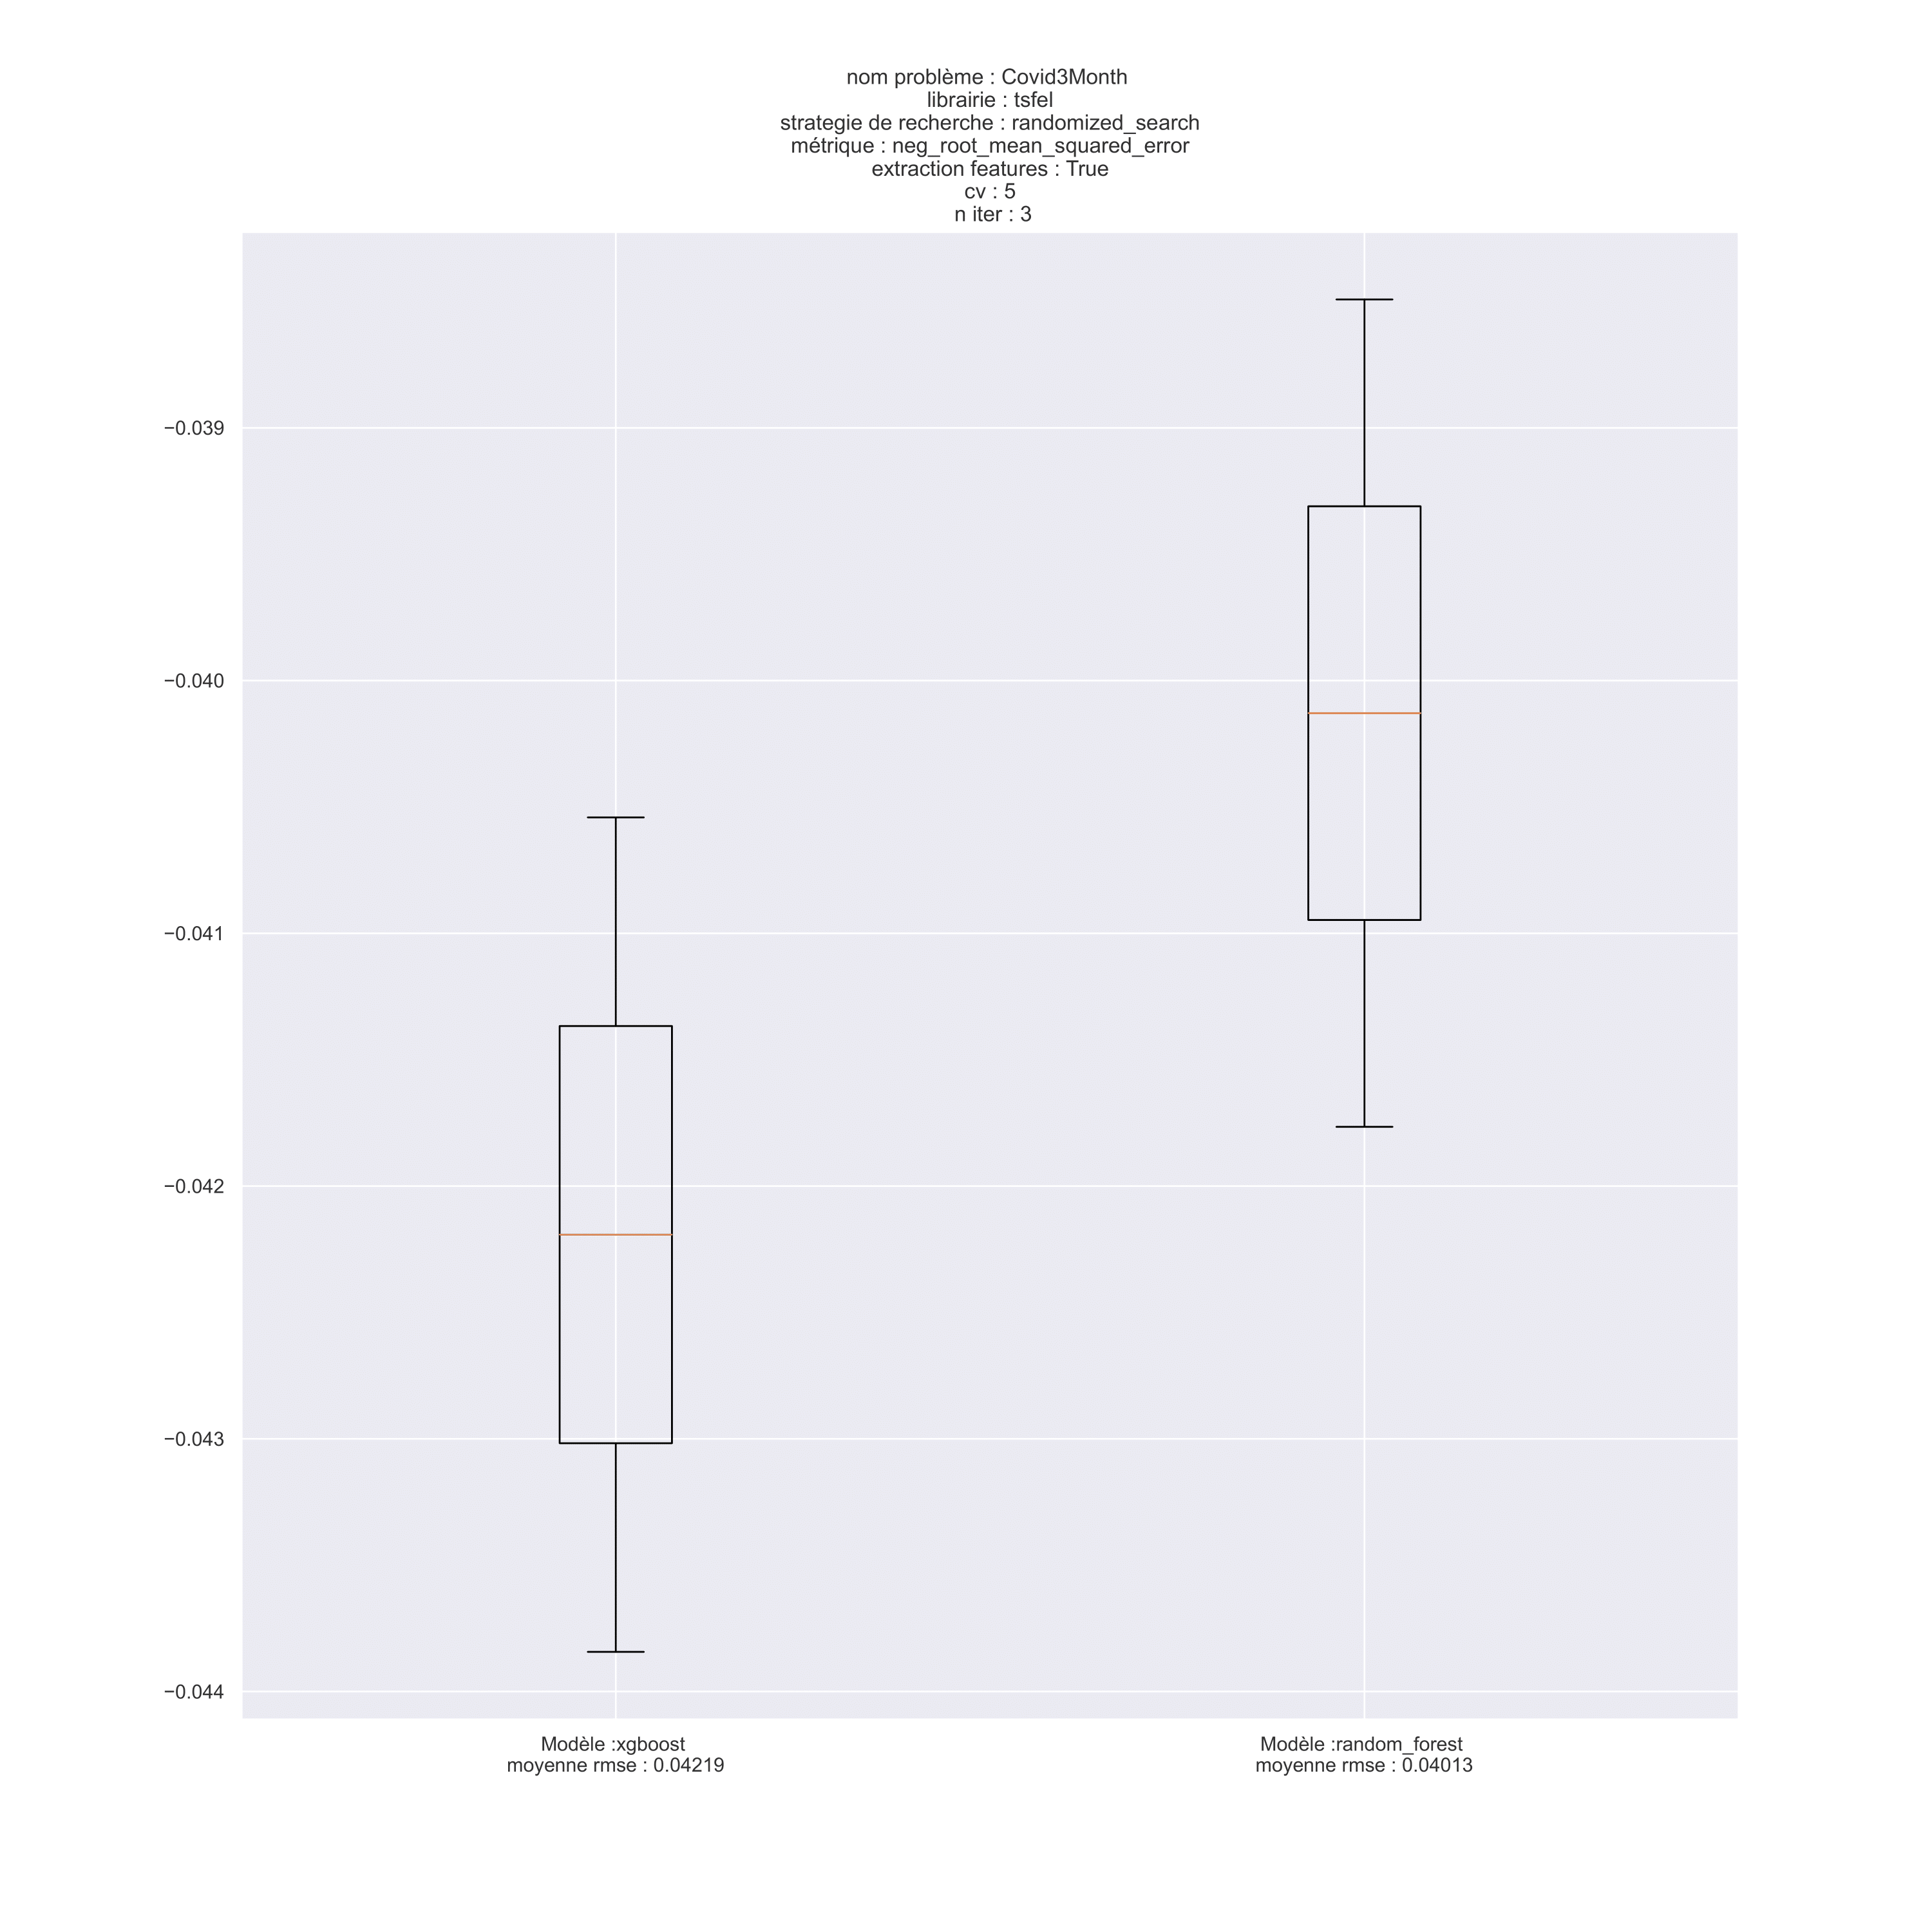 nom problème : Covid3Month
librairie : tsfel
strategie de recherche : randomized_search
métrique : neg_root_mean_squared_error
extraction features : True
cv : 5
n iter : 3
−0.039
−0.040
−0.041
−0.042
−0.043
−0.044
Modèle :xgboost
moyenne rmse : 0.04219
Modèle :random_forest
moyenne rmse : 0.04013